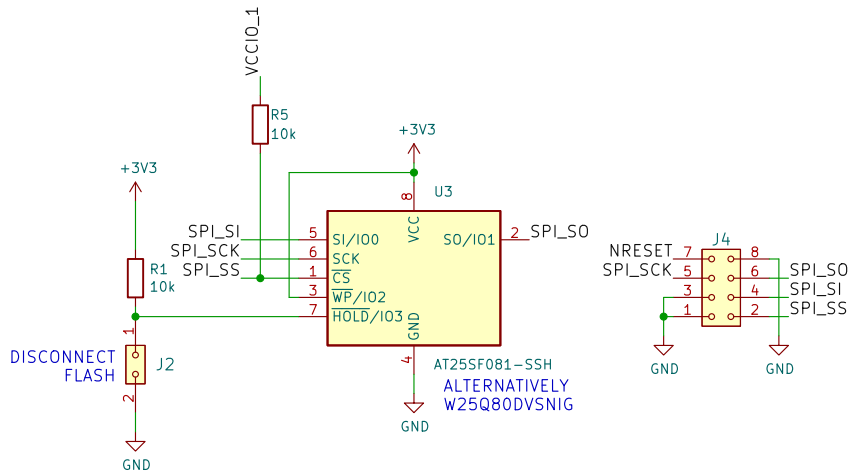 VCCIO_1
R5
10k
+3V3
+3V3
U3
8
VCC
SPI_SI
5
SI/IO0
SO/IO1
2
SPI_SO
SPI_SCK
6
SCK
SPI_SS
1
CS
3
WP/IO2
7
HOLD/IO3
GND
4
R1
10k
1
DISCONNECT
FLASH
J2
2
GND
AT25SF081-SSH
ALTERNATIVELY
W25Q80DVSNIG
GND
J4
NRESET
7
8
SPI_SCK
5
6
SPI_SO
3
4
SPI_SI
1
2
SPI_SS
GND
GND